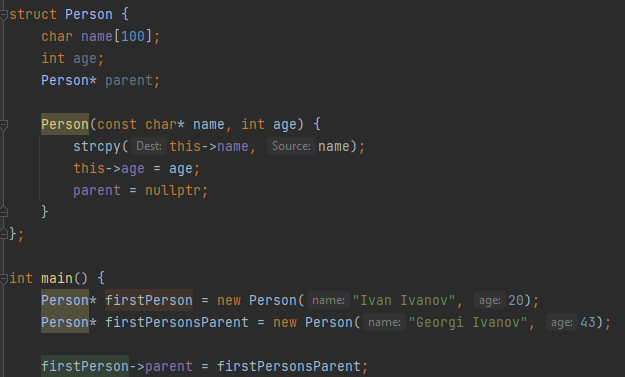 struct Person {
char name[100];
int age;
Person* parent;
Person(const char* name, int age) {
strcpy( Dest: this->name, Source: name);
this->age = age;
parent = nullptr;
}
};
int main() {
Person* firstPerson = new Person( name: "Ivan Ivanov", age: 20);
Person* firstPersonsParent = new Person( name: "Georgi Ivanov", age: 43);
firstPerson->parent = firstPersonsParent;